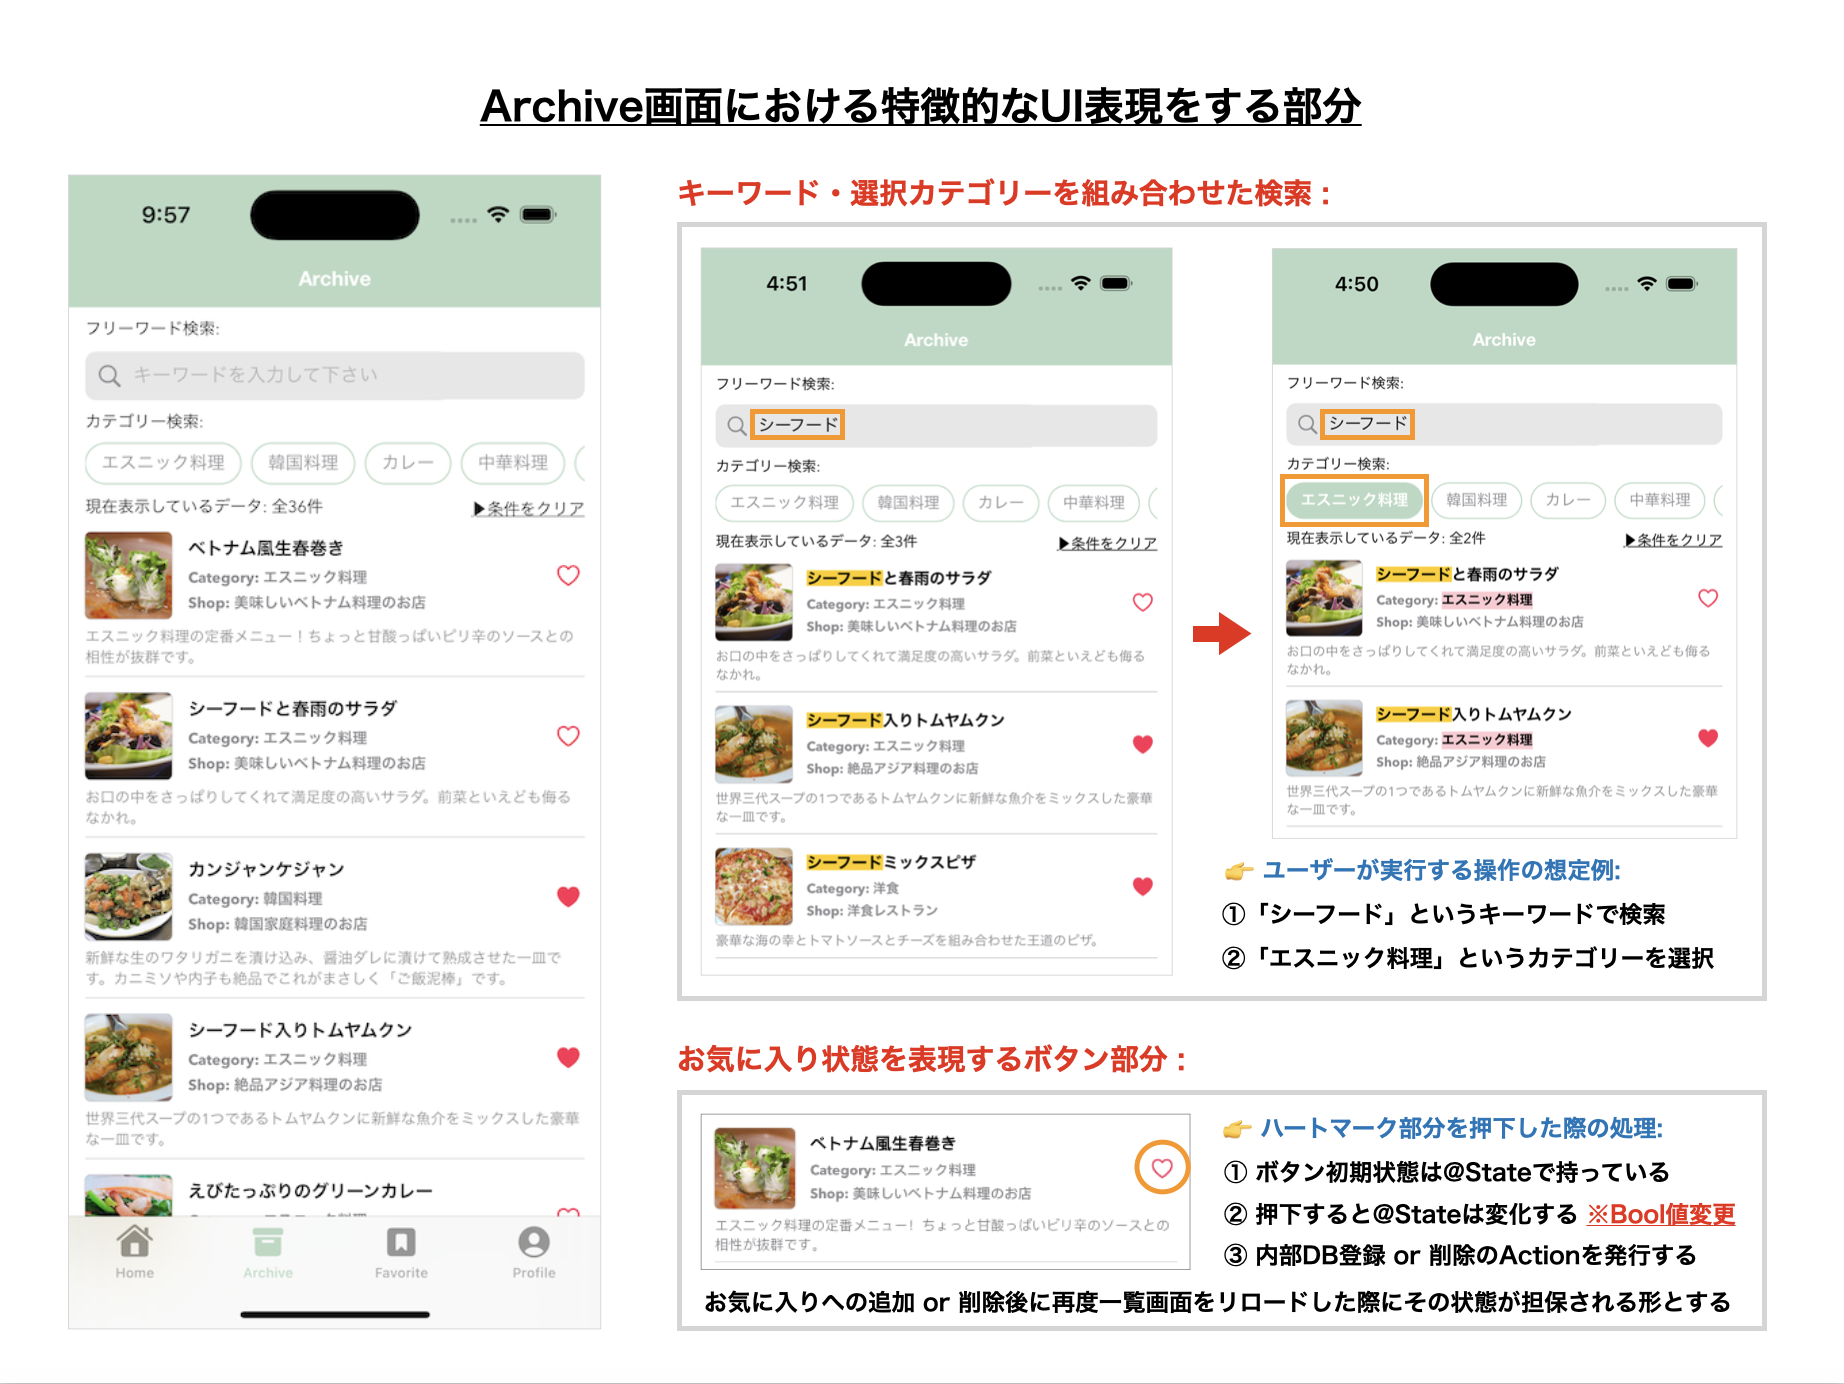 Archive画面における特徴的なUI表現をする部分
9:57
Archive
フリーワード検索:
キーワードを入力して下さい
カテゴリー検索:
エスニック料理 韓国料理 カレー 中華料理
現在表示しているデータ: 全36件 ▶条件をクリア
ベトナム風生春巻き
Category: エスニック料理
Shop: 美味しいベトナム料理のお店
エスニック料理の定番メニュー！ちょっと甘酸っぱいピリ辛のソースとの
相性が抜群です。
シーフードと春雨のサラダ
Category: エスニック料理
Shop: 美味しいベトナム料理のお店
お口の中をさっぱりしてくれて満足度の高いサラダ。前菜といえども侮る
なかれ。
カンジャンケジャン
Category: 韓国料理
Shop: 韓国家庭料理のお店
新鮮な生のワタリガニを漬け込み、醤油ダレに漬けて熟成させた一皿で
す。カニミソや内子も絶品でこれがまさしく「ご飯泥棒」です。
シーフード入りトムヤムクン
Category: エスニック料理
Shop: 絶品アジア料理のお店
世界三代スープの1つであるトムヤムクンに新鮮な魚介をミックスした豪華
な一皿です。
えびたっぷりのグリーンカレー
Home Archive Favorite Profile
キーワード・選択カテゴリーを組み合わせた検索：
4:51
Archive
フリーワード検索:
シーフード
カテゴリー検索:
エスニック料理 韓国料理 カレー 中華料理
現在表示しているデータ: 全3件 ▶条件をクリア
シーフードと春雨のサラダ
Category: エスニック料理
Shop: 美味しいベトナム料理のお店
お口の中をさっぱりしてくれて満足度の高いサラダ。前菜といえども侮る
なかれ。
シーフード入りトムヤムクン
Category: エスニック料理
Shop: 絶品アジア料理のお店
世界三代スープの1つであるトムヤムクンに新鮮な魚介をミックスした豪華
な一皿です。
シーフードミックスピザ
Category: 洋食
Shop: 洋食レストラン
豪華な海の幸とトマトソースとチーズを組み合わせた王道のピザ。
4:50
Archive
フリーワード検索:
シーフード
カテゴリー検索:
エスニック料理 韓国料理 カレー 中華料理
現在表示しているデータ: 全2件 ▶条件をクリア
シーフードと春雨のサラダ
Category: エスニック料理
Shop: 美味しいベトナム料理のお店
お口の中をさっぱりしてくれて満足度の高いサラダ。前菜といえども侮る
なかれ。
シーフード入りトムヤムクン
Category: エスニック料理
Shop: 絶品アジア料理のお店
世界三代スープの1つであるトムヤムクンに新鮮な魚介をミックスした豪華
な一皿です。
👉 ユーザーが実行する操作の想定例:
①「シーフード」というキーワードで検索
②「エスニック料理」というカテゴリーを選択
お気に入り状態を表現するボタン部分：
ベトナム風生春巻き
Category: エスニック料理
Shop: 美味しいベトナム料理のお店
エスニック料理の定番メニュー！ちょっと甘酸っぱいピリ辛のソースとの
相性が抜群です。
👉 ハートマーク部分を押下した際の処理:
① ボタン初期状態は@Stateで持っている
② 押下すると@Stateは変化する ※Bool値変更
③ 内部DB登録 or 削除のActionを発行する
お気に入りへの追加 or 削除後に再度一覧画面をリロードした際にその状態が担保される形とする